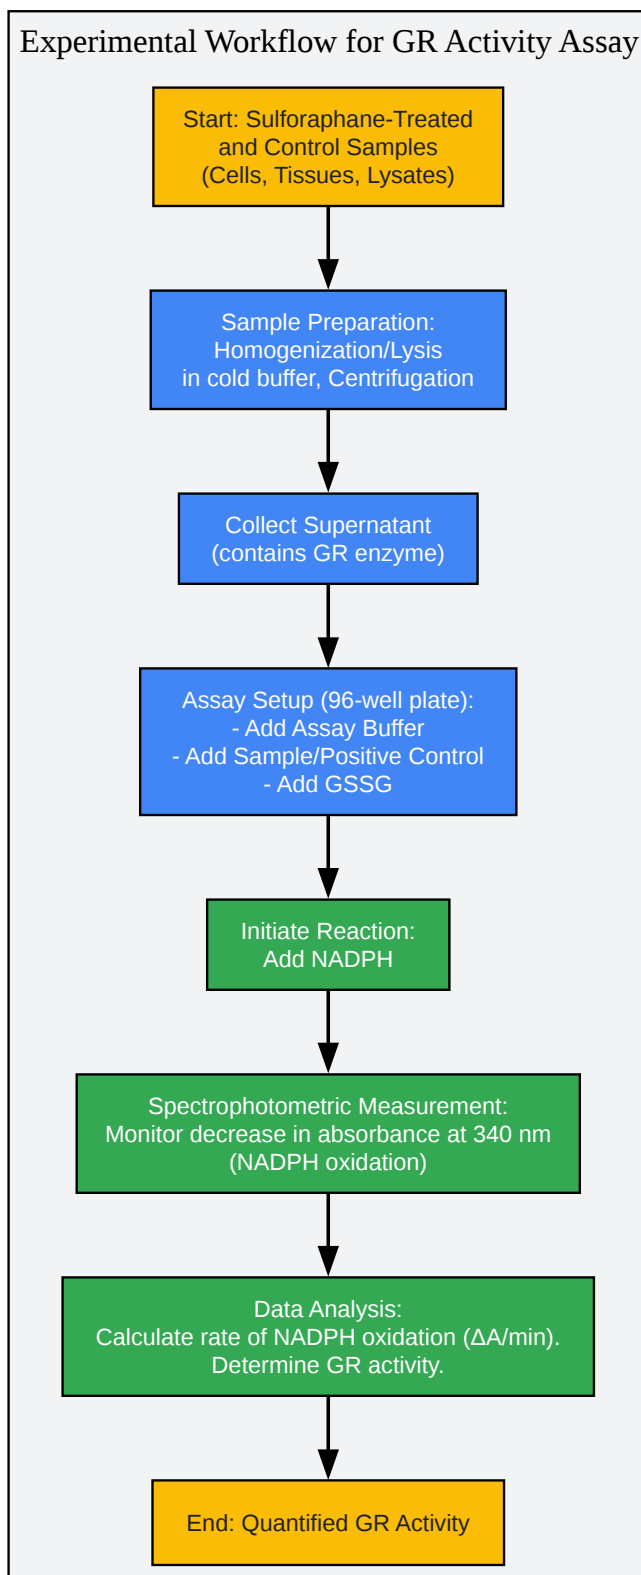 Experimental Workflow for GR Activity Assay
Start: Sulforaphane-Treated
and Control Samples
(Cells, Tissues, Lysates)
Sample Preparation:
Homogenization/Lysis
in cold buffer, Centrifugation
Collect Supernatant
(contains GR enzyme)
Assay Setup (96-well plate):
- Add Assay Buffer
- Add Sample/Positive Control
- Add GSSG
Initiate Reaction:
Add NADPH
Spectrophotometric Measurement:
Monitor decrease in absorbance at 340 nm
(NADPH oxidation)
Data Analysis:
Calculate rate of NADPH oxidation (ΔA/min).
Determine GR activity.
End: Quantified GR Activity